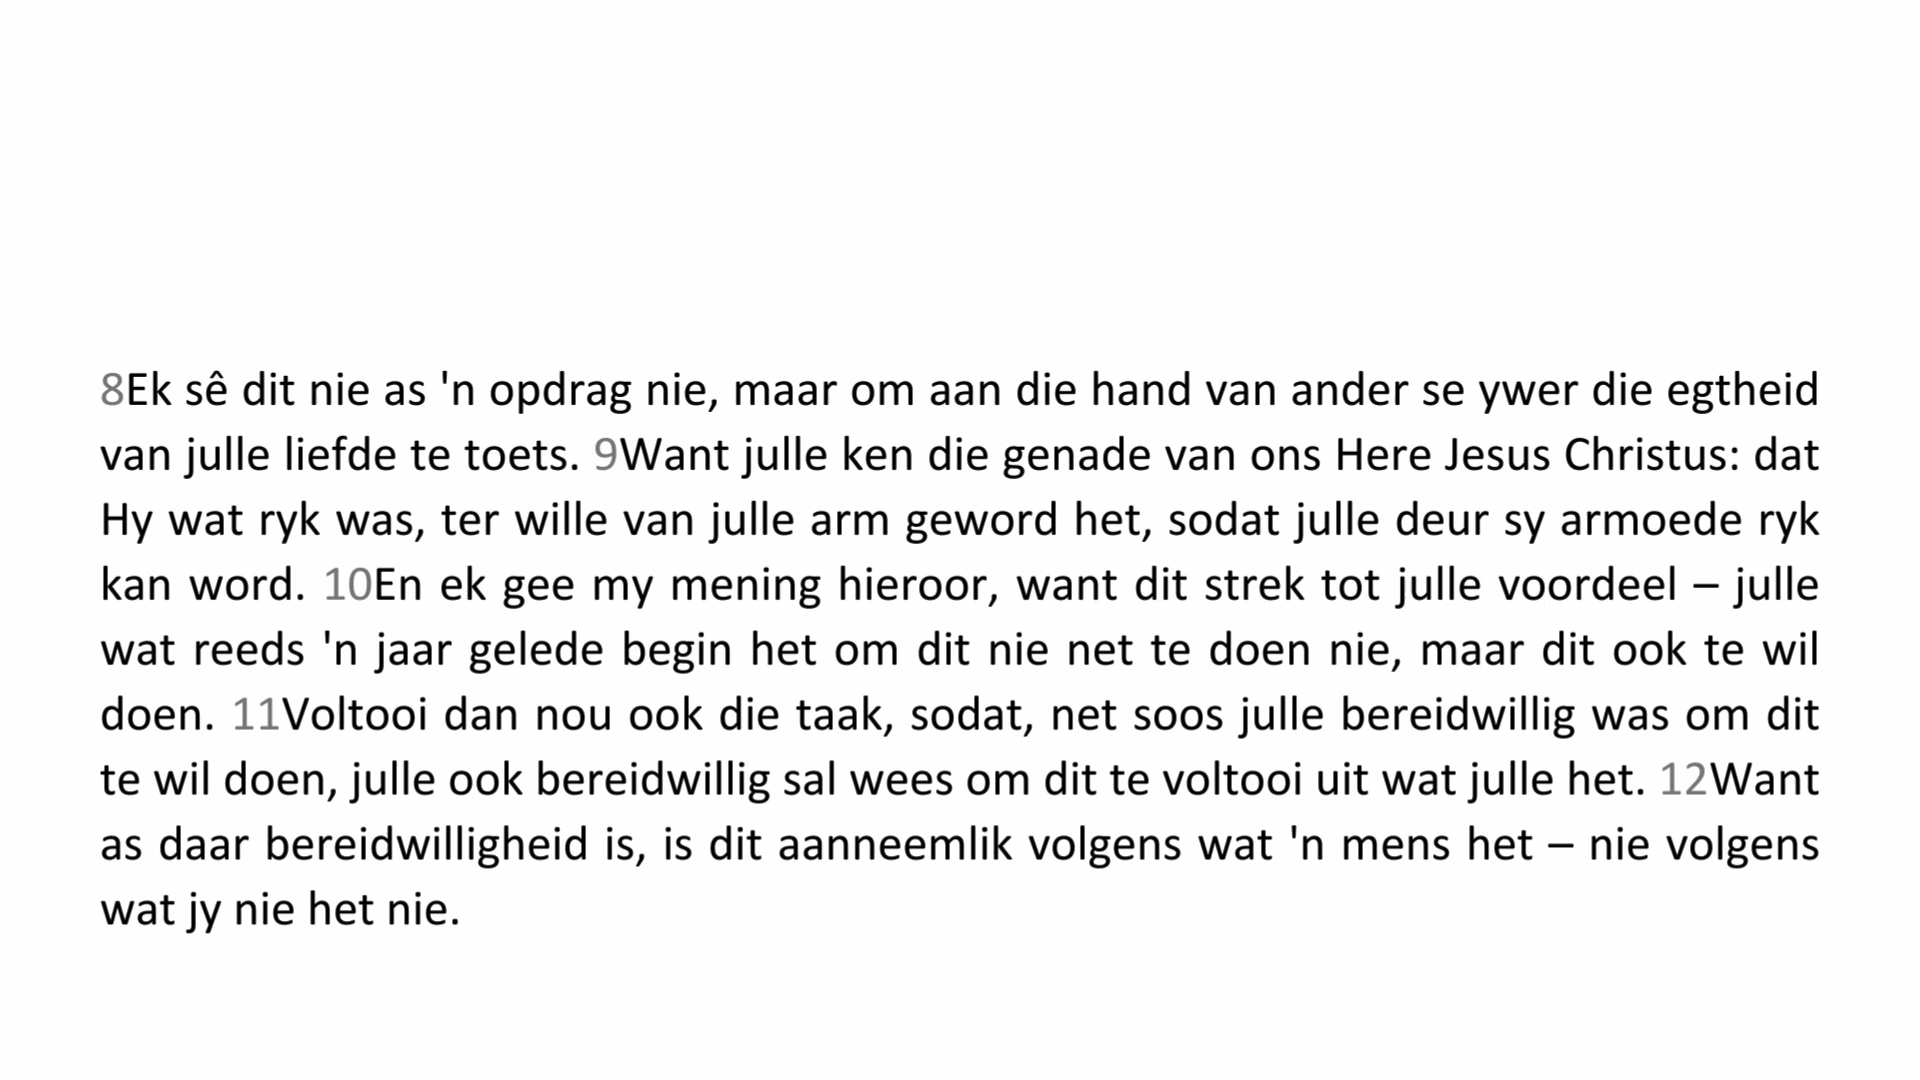 8Ek sê dit nie as 'n opdrag nie, maar om aan die hand van ander se ywer die egtheid
van julle liefde te toets. 9Want julle ken die genade van ons Here Jesus Christus: dat
Hy wat ryk was, ter wille van julle arm geword het, sodat julle deur sy armoede ryk
kan word. 10En ek gee my mening hieroor, want dit strek tot julle voordeel – julle
wat reeds 'n jaar gelede begin het om dit nie net te doen nie, maar dit ook te wil
doen. 11Voltooi dan nou ook die taak, sodat, net soos julle bereidwillig was om dit
te wil doen, julle ook bereidwillig sal wees om dit te voltooi uit wat julle het. 12Want
as daar bereidwilligheid is, is dit aanneemlik volgens wat 'n mens het – nie volgens
wat jy nie het nie.